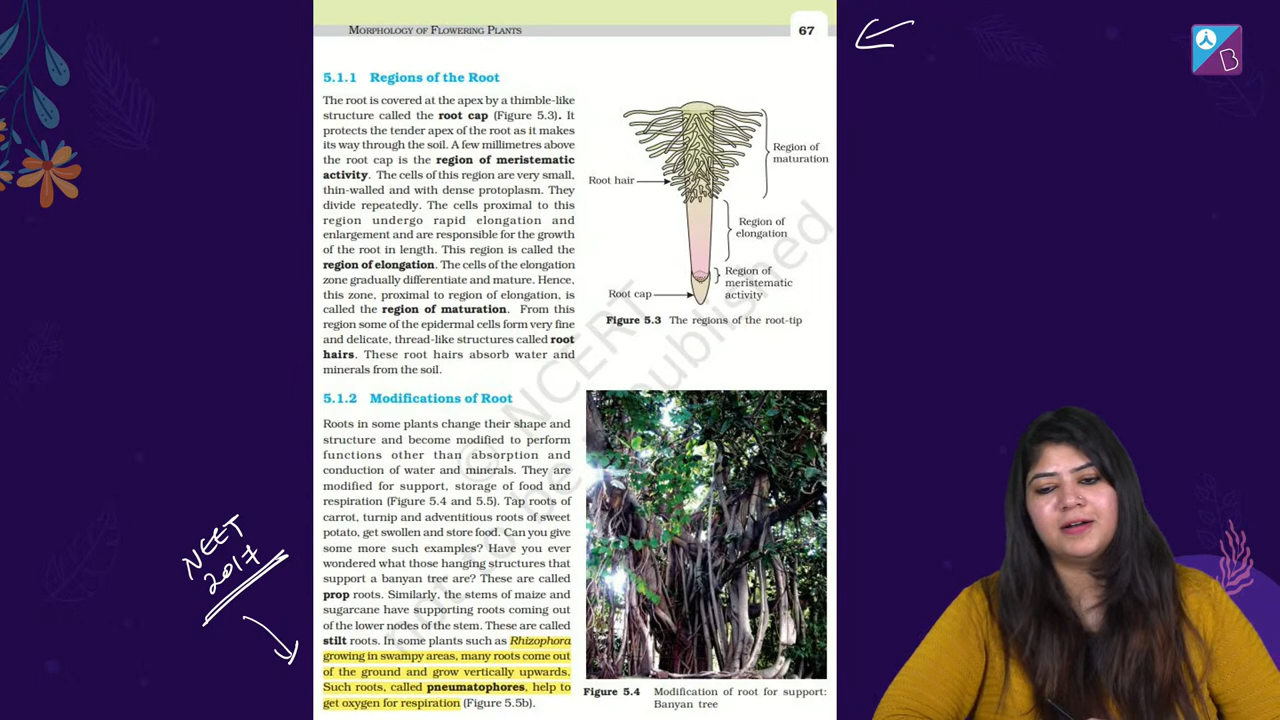 MORPHOLOGY OF FLOWERING PLANTS
67
5.1.1 Regions of the Root
The root is covered at the apex by a thimble-like
structure called the root cap (Figure 5.3). It
protects the tender apex of the root as it makes
its way through the soil. A few millimetres above
the root cap is the region of meristematic
activity. The cells of this region are very small,
thin-walled and with dense protoplasm. They
divide repeatedly. The cells proximal to this
region undergo rapid elongation and
enlargement and are responsible for the growth
of the root in length. This region is called the
region of elongation. The cells of the elongation
zone gradually differentiate and mature. Hence,
this zone, proximal to region of elongation, is
called the region of maturation. From this
region some of the epidermal cells form very fine
and delicate, thread-like structures called root
hairs. These root hairs absorb water and
minerals from the soil.
Region of
maturation
Root hair
Region of
elongation
Region of
meristematic
activity
Root cap
Figure 5.3 The regions of the root-tip
5.1.2 Modifications of Root
Roots in some plants change their shape and
structure and become modified to perform
functions other than absorption and
conduction of water and minerals. They are
modified for support, storage of food and
respiration (Figure 5.4 and 5.5). Tap roots of
carrot, turnip and adventitious roots of sweet
potato, get swollen and store food. Can you give
some more such examples? Have you ever
wondered what those hanging structures that
support a banyan tree are? These are called
prop roots. Similarly, the stems of maize and
sugarcane have supporting roots coming out
of the lower nodes of the stem. These are called
stilt roots. In some plants such as Rhizophora
growing in swampy areas, many roots come out
of the ground and grow vertically upwards.
Such roots, called pneumatophores, help to
get oxygen for respiration (Figure 5.5b).
Figure 5.4 Modification of root for support:
Banyan tree
NEET
2017
B
© NCERT
not to be republished